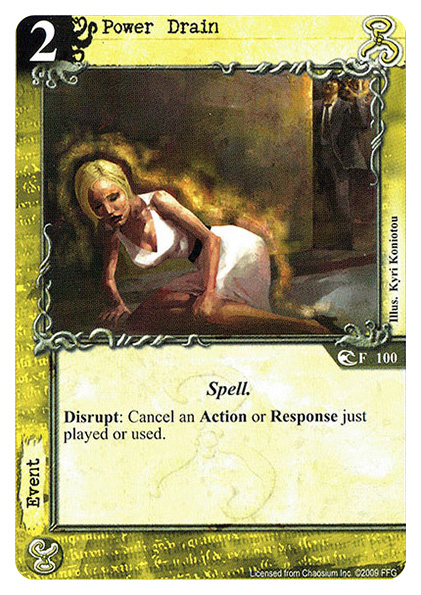 2
Power Drain
Illus. Kyri Koniotou
F 100
Spell.
Disrupt: Cancel an Action or Response just
played or used.
Event
Licensed from Chaosium Inc. ©2009 FFG